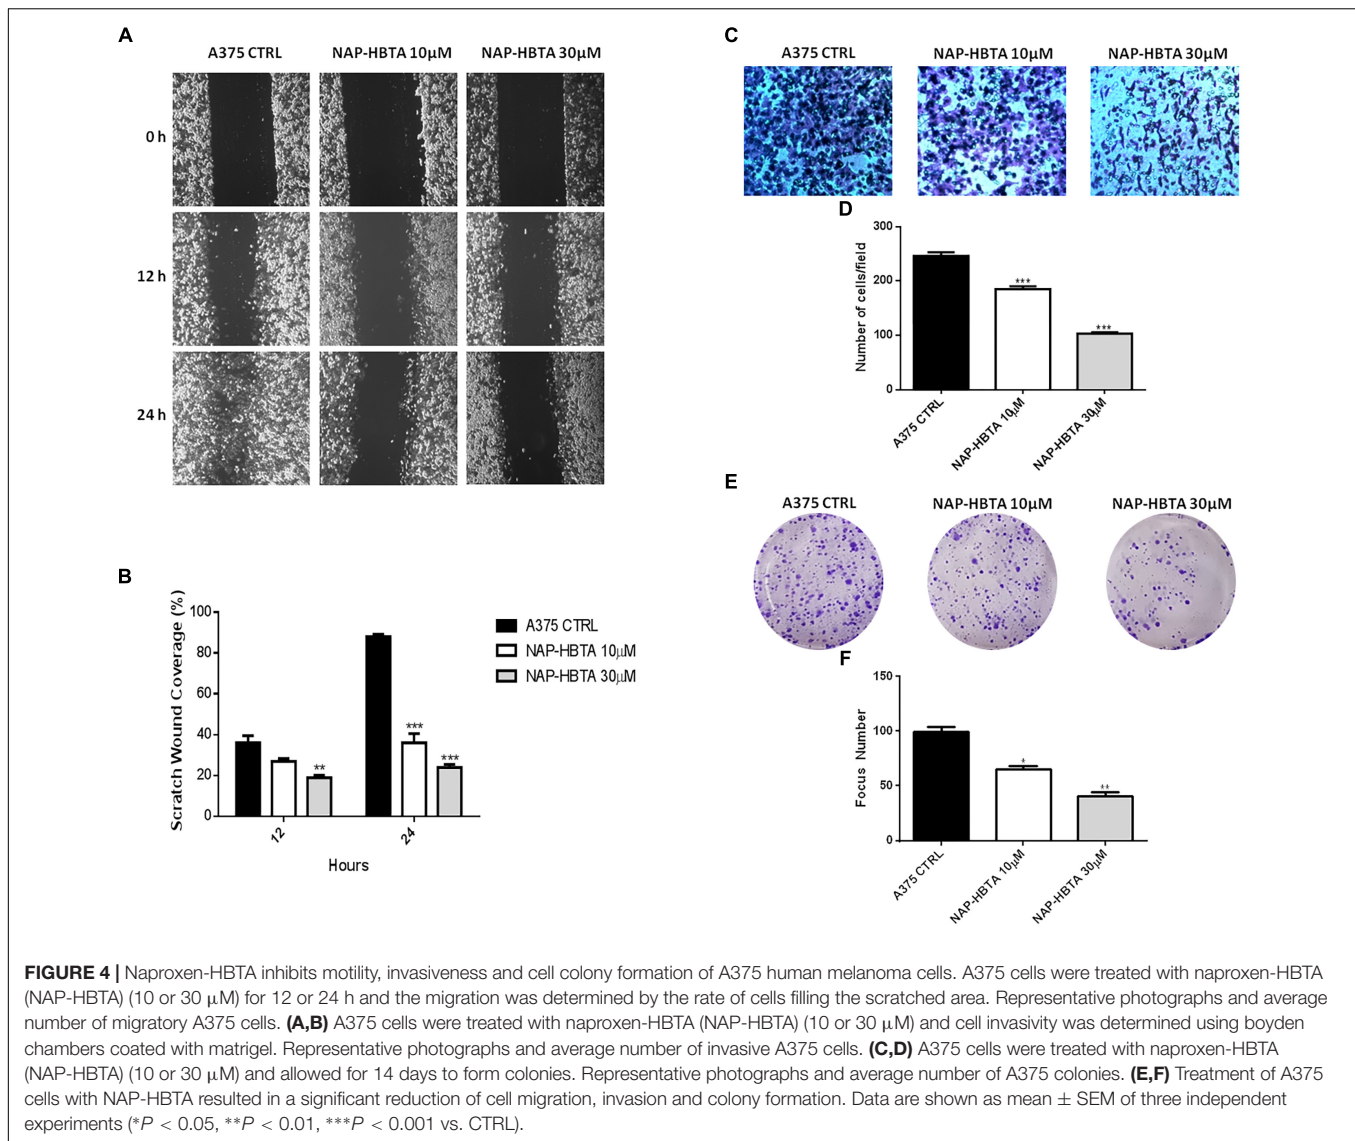 A
A375 CTRL
NAP-HBTA 10µM
NAP-HBTA 30µM
0 h
12 h
24 h
B
Scratch Wound Coverage (%)
100
80
60
40
20
0
**
***
***
12
24
Hours
A375 CTRL
NAP-HBTA 10µM
NAP-HBTA 30µM
C
A375 CTRL
NAP-HBTA 10µM
NAP-HBTA 30µM
D
Number of cells/field
300
200
100
0
***
***
A375 CTRL
NAP-HBTA 10µM
NAP-HBTA 30µM
E
A375 CTRL
NAP-HBTA 10µM
NAP-HBTA 30µM
F
Focus Number
150
100
50
0
*
**
A375 CTRL
NAP-HBTA 10µM
NAP-HBTA 30µM
FIGURE 4 | Naproxen-HBTA inhibits motility, invasiveness and cell colony formation of A375 human melanoma cells. A375 cells were treated with naproxen-HBTA
(NAP-HBTA) (10 or 30 µM) for 12 or 24 h and the migration was determined by the rate of cells filling the scratched area. Representative photographs and average
number of migratory A375 cells. (A,B) A375 cells were treated with naproxen-HBTA (NAP-HBTA) (10 or 30 µM) and cell invasivity was determined using boyden
chambers coated with matrigel. Representative photographs and average number of invasive A375 cells. (C,D) A375 cells were treated with naproxen-HBTA
(NAP-HBTA) (10 or 30 µM) and allowed for 14 days to form colonies. Representative photographs and average number of A375 colonies. (E,F) Treatment of A375
cells with NAP-HBTA resulted in a significant reduction of cell migration, invasion and colony formation. Data are shown as mean ± SEM of three independent
experiments (*P < 0.05, **P < 0.01, ***P < 0.001 vs. CTRL).